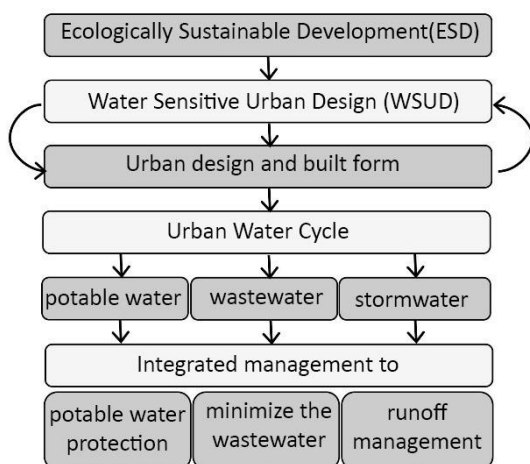 Ecologically Sustainable Development(ESD)
Water Sensitive Urban Design (WSUD)
Urban design and built form
Urban Water Cycle
potable water
wastewater
stormwater
Integrated management to
potable water
protection
minimize the
wastewater
runoff
management